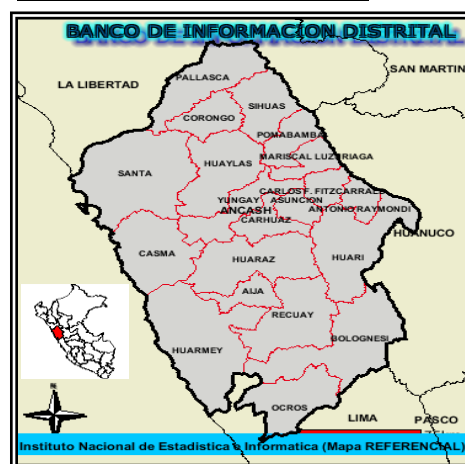 BANCO DE INFORMACION DISTRITAL
LA LIBERTAD
SAN MARTIN
PALLASCA
SIHUAS
CORONGO
POMABAMBA
MARISCAL LUZURIAGA
HUAYLAS
SANTA
CARLOS F. FITZCARRALD
YUNGAY
ASUNCION
ANCASH
ANTONIO RAYMONDI
CARHUAZ
HUANUCO
CASMA
HUARAZ
HUARI
AIJA
RECUAY
BOLOGNESI
HUARMEY
OCROS
LIMA
PASCO
N
Instituto Nacional de Estadistica e Informatica (Mapa REFERENCIAL)